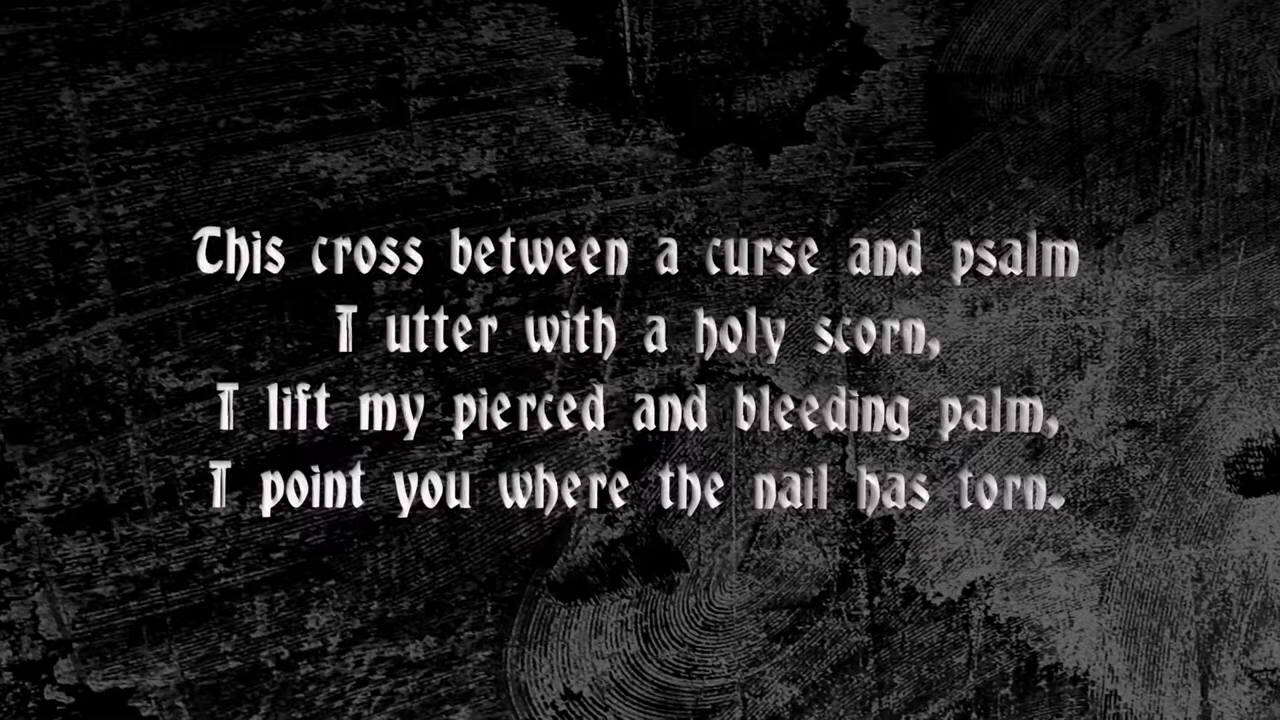 This cross between a curse and psalm
I utter with a holy scorn,
I lift my pierced and bleeding palm,
I point you where the nail has torn.